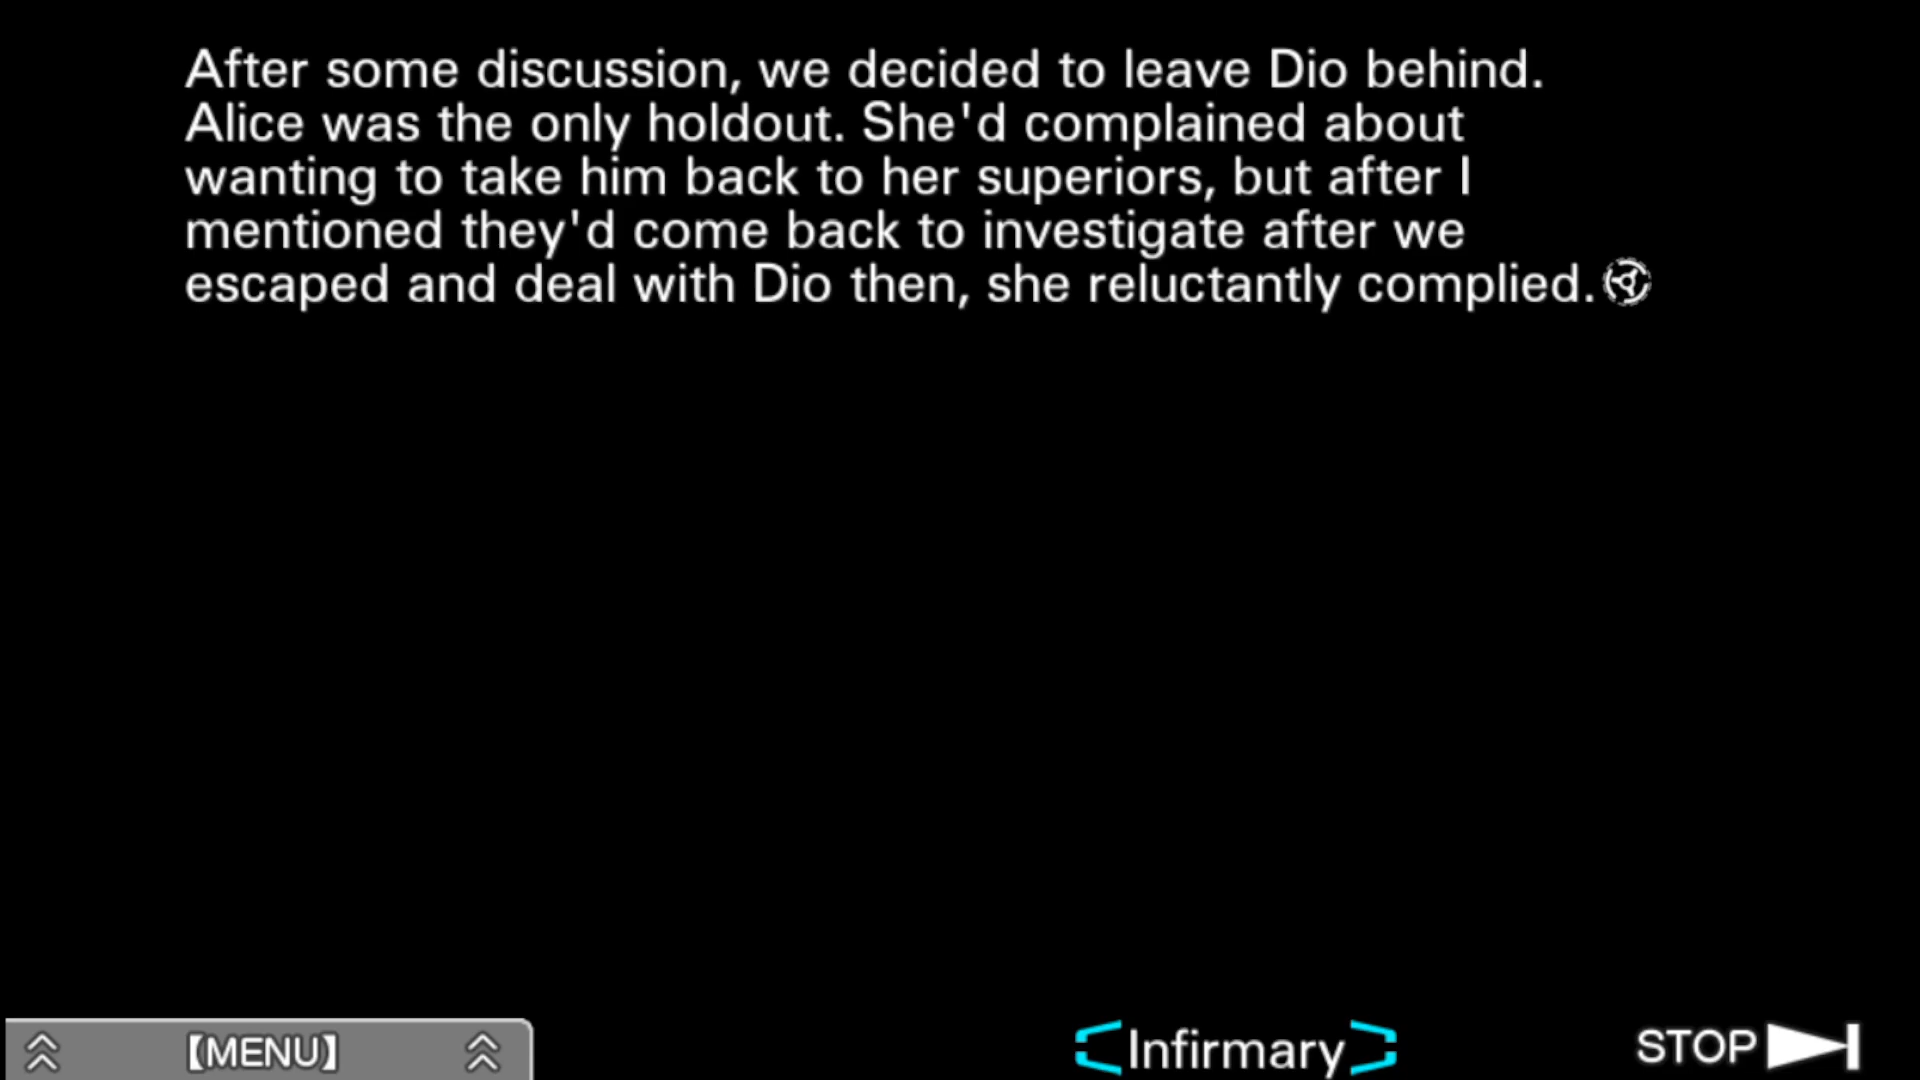 After some discussion, we decided to leave Dio behind.
Alice was the only holdout. She'd complained about
wanting to take him back to her superiors, but after I
mentioned they'd come back to investigate after we
escaped and deal with Dio then, she reluctantly complied.
【MENU】
Infirmary
STOP